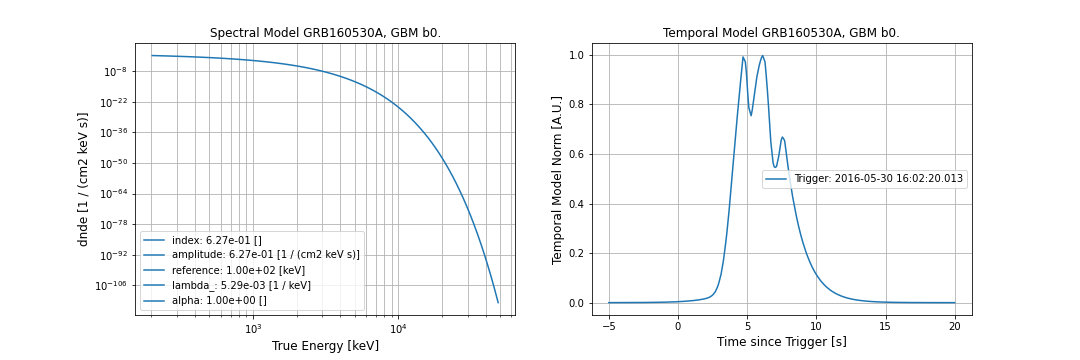 Spectral Model GRB160530A, GBM b0.
dnde [1 / (cm2 keV s)]
10⁻⁸
10⁻²²
10⁻³⁶
10⁻⁵⁰
10⁻⁶⁴
10⁻⁷⁸
10⁻⁹²
10⁻¹⁰⁶
index: 6.27e-01 []
amplitude: 6.27e-01 [1 / (cm2 keV s)]
reference: 1.00e+02 [keV]
lambda_: 5.29e-03 [1 / keV]
alpha: 1.00e+00 []
10³ 10⁴
True Energy [keV]
Temporal Model GRB160530A, GBM b0.
Temporal Model Norm [A.U.]
1.0
0.8
0.6
0.4
0.2
0.0
Trigger: 2016-05-30 16:02:20.013
−5 0 5 10 15 20
Time since Trigger [s]